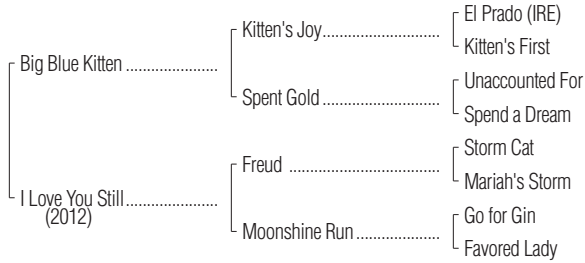 El Prado (IRE)
Kitten's Joy
Kitten's First
Big Blue Kitten
Unaccounted For
Spent Gold
Spend a Dream
Storm Cat
Freud
Mariah's Storm
I Love You Still
(2012)
Go for Gin
Moonshine Run
Favored Lady